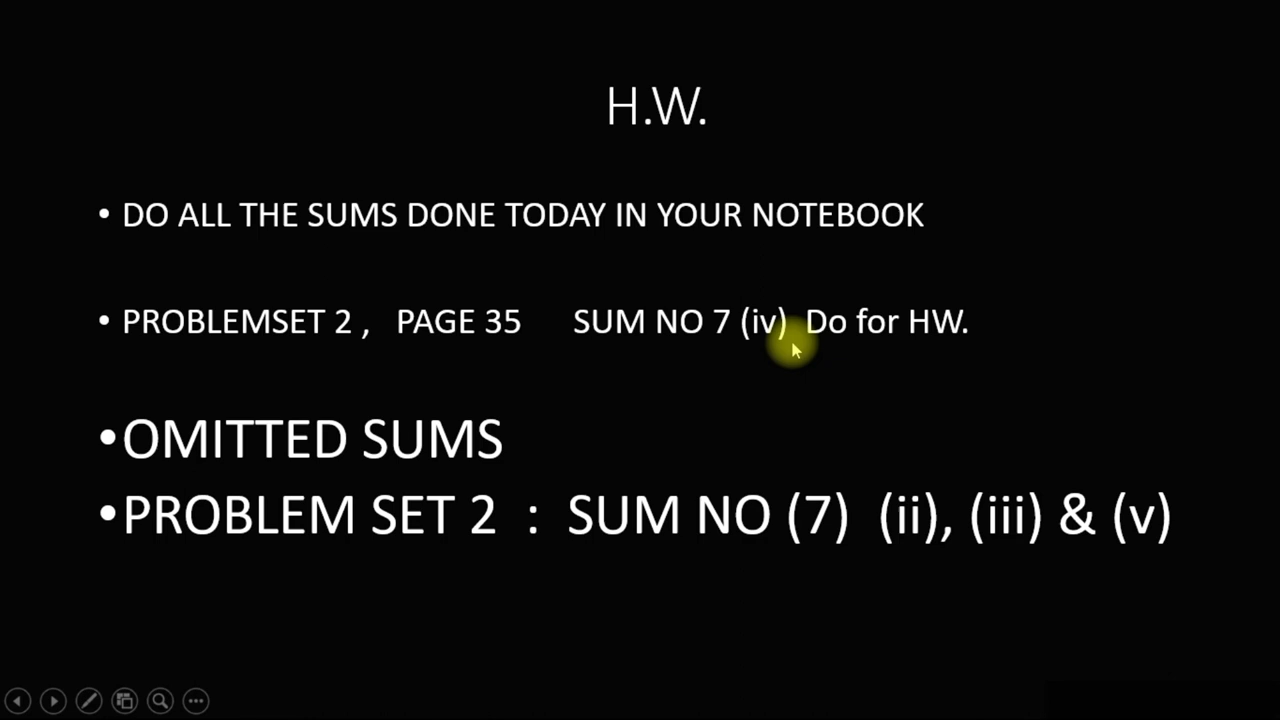 H.W.
• DO ALL THE SUMS DONE TODAY IN YOUR NOTEBOOK
• PROBLEMSET 2 , PAGE 35 SUM NO 7 (iv) Do for HW.
•OMITTED SUMS
•PROBLEM SET 2 : SUM NO (7) (ii), (iii) & (v)